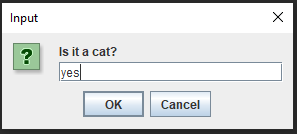 Input
Is it a cat?
yes
OK Cancel